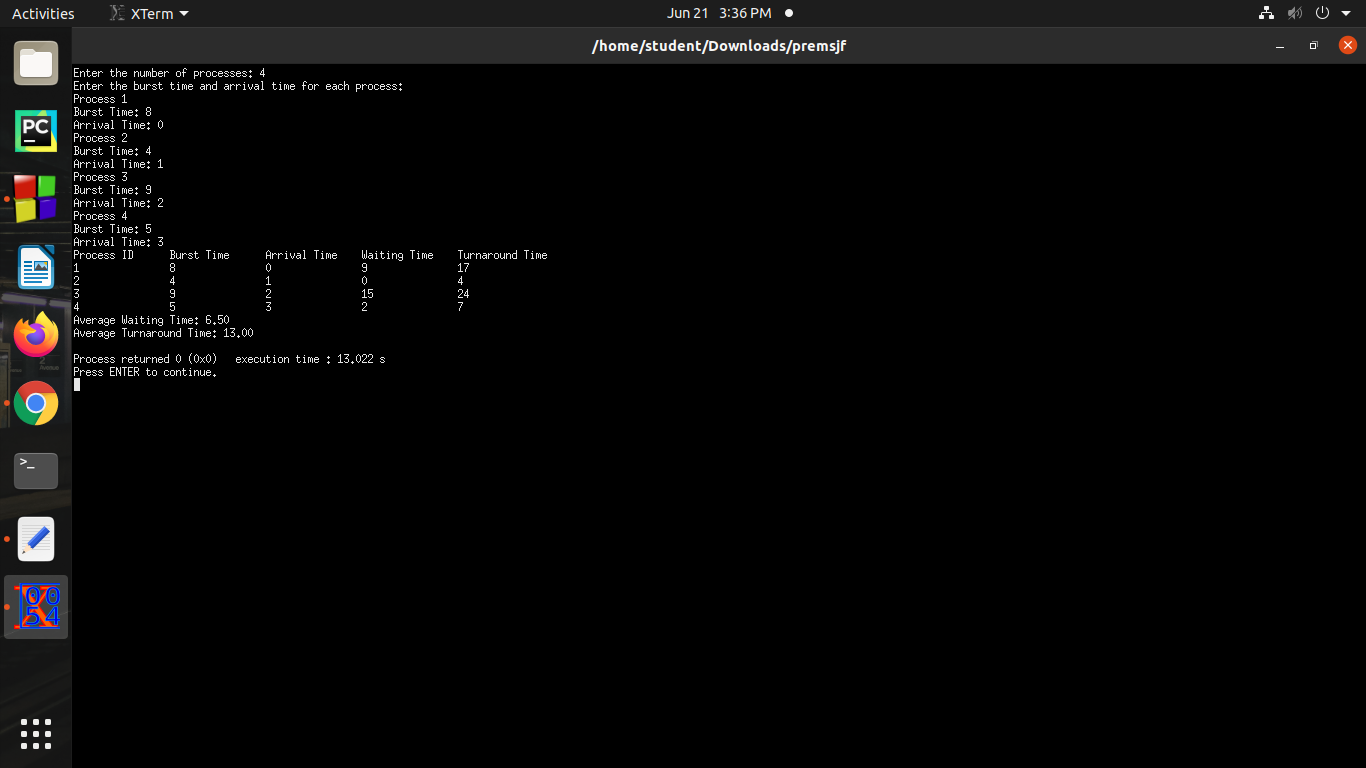 Activities XTerm Jun 21 3:36 PM
/home/student/Downloads/premsjf
Enter the number of processes: 4
Enter the burst time and arrival time for each process:
Process 1
Burst Time: 8
Arrival Time: 0
Process 2
Burst Time: 4
Arrival Time: 1
Process 3
Burst Time: 9
Arrival Time: 2
Process 4
Burst Time: 5
Arrival Time: 3
Process ID Burst Time Arrival Time Waiting Time Turnaround Time
1 8 0 9 17
2 4 1 0 4
3 9 2 15 24
4 5 3 2 7
Average Waiting Time: 6.50
Average Turnaround Time: 13.00
Process returned 0 (0x0) execution time : 13.022 s
Press ENTER to continue.
PC
>_
00
54